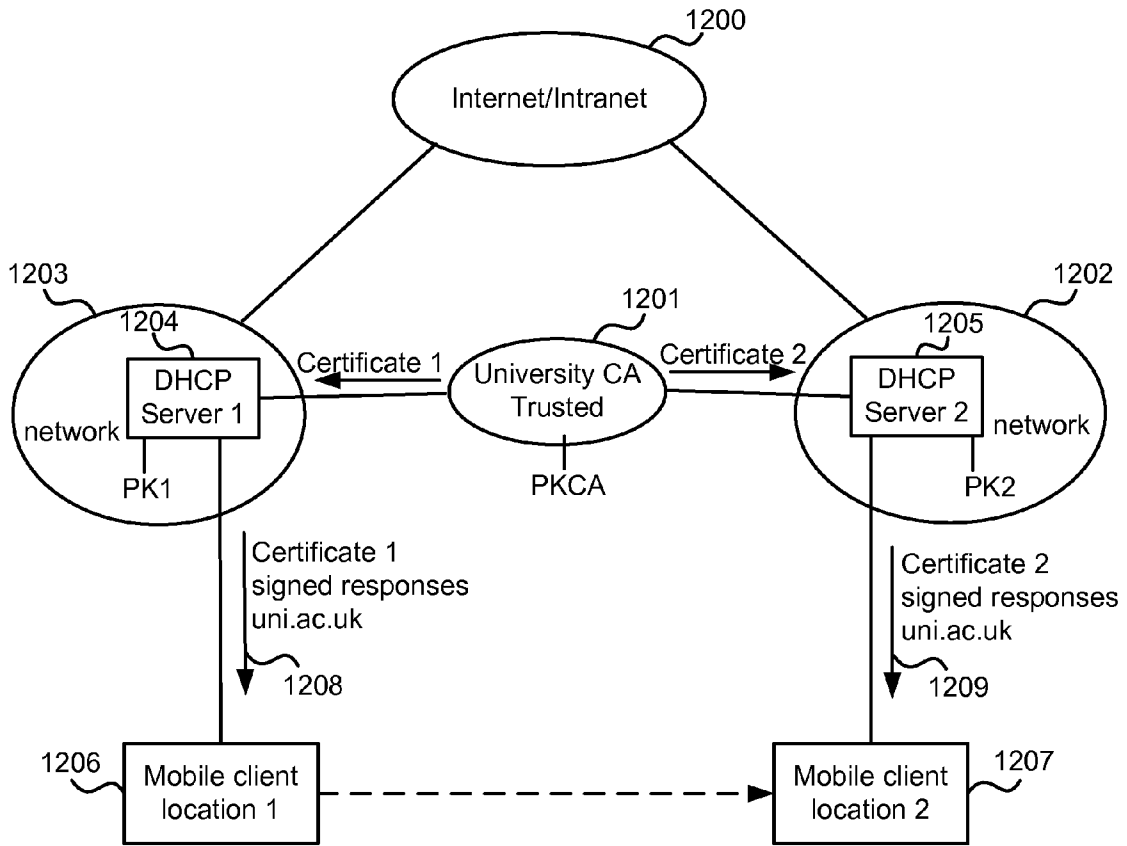 1200
Internet/Intranet
1203
1204
DHCP
Server 1
network
PK1
Certificate 1
1201
University CA
Trusted
PKCA
Certificate 2
1202
1205
DHCP
Server 2
network
PK2
Certificate 1
signed responses
uni.ac.uk
1208
Certificate 2
signed responses
uni.ac.uk
1209
1206
Mobile client
location 1
Mobile client
location 2
1207